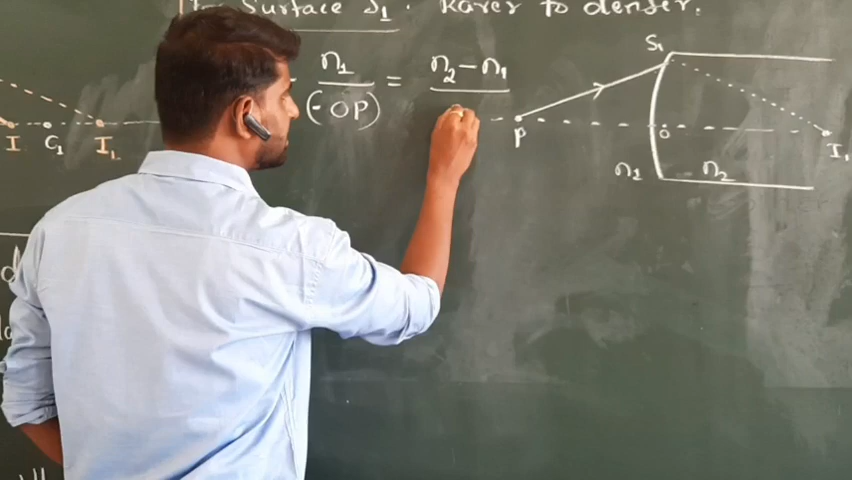 Surface S₁. Rarer to denser.
n₁ / (-OP) = n₂ - n₁
S₁
P
O
I₁
n₁
n₂
I C₁ I₁